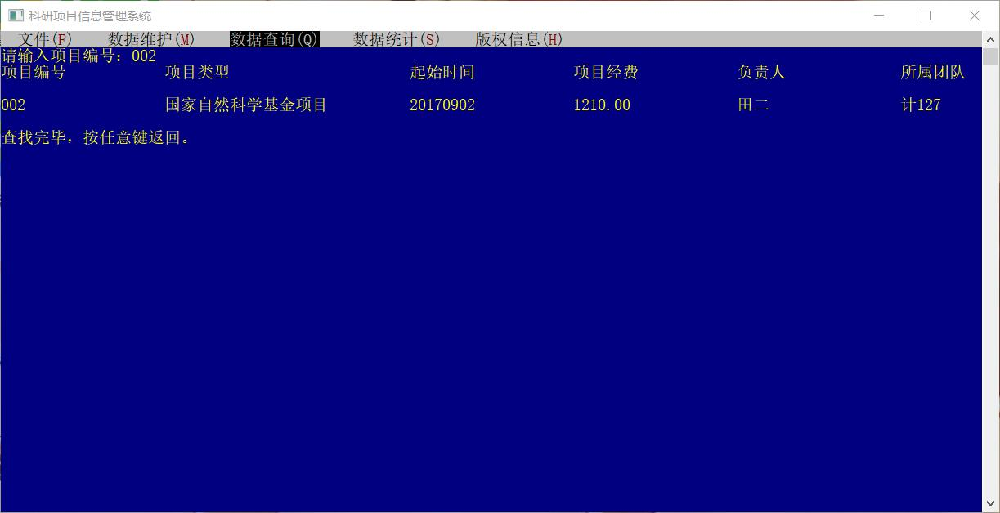 科研项目信息管理系统
文件(F) 数据维护(M) 数据查询(Q) 数据统计(S) 版权信息(H)
请输入项目编号：002
项目编号 项目类型 起始时间 项目经费 负责人 所属团队
002 国家自然科学基金项目 20170902 1210.00 田二 计127
查找完毕，按任意键返回。